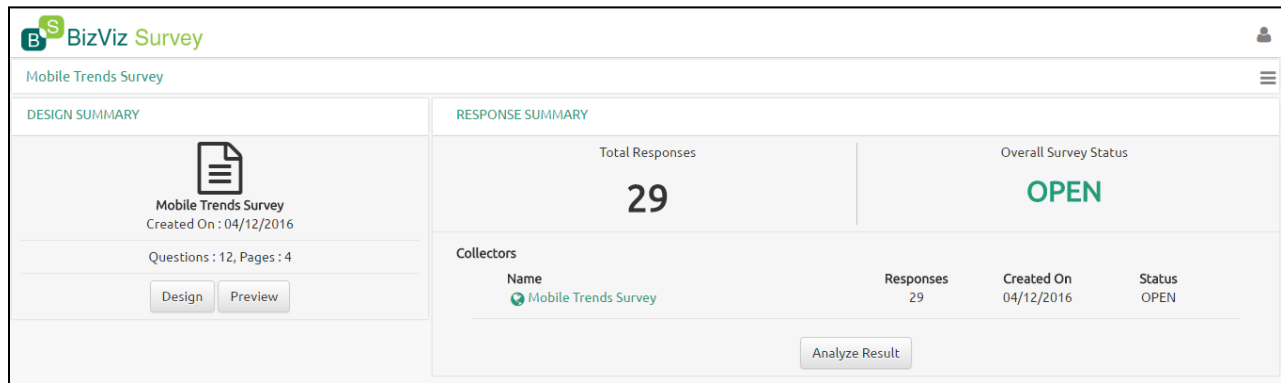 BS BizViz Survey
Mobile Trends Survey
DESIGN SUMMARY
Mobile Trends Survey
Created On : 04/12/2016
Questions : 12, Pages : 4
Design Preview
RESPONSE SUMMARY
Total Responses
29
Overall Survey Status
OPEN
Collectors
Name Responses Created On Status
Mobile Trends Survey 29 04/12/2016 OPEN
Analyze Result